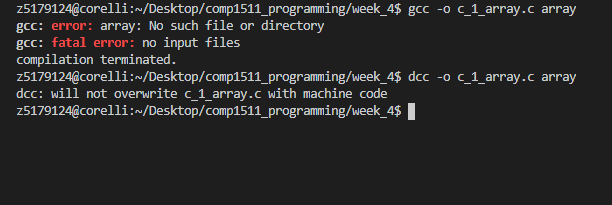 z5179124@corelli:~/Desktop/comp1511_programming/week_4$ gcc -o c_1_array.c array
gcc: error: array: No such file or directory
gcc: fatal error: no input files
compilation terminated.
z5179124@corelli:~/Desktop/comp1511_programming/week_4$ dcc -o c_1_array.c array
dcc: will not overwrite c_1_array.c with machine code
z5179124@corelli:~/Desktop/comp1511_programming/week_4$